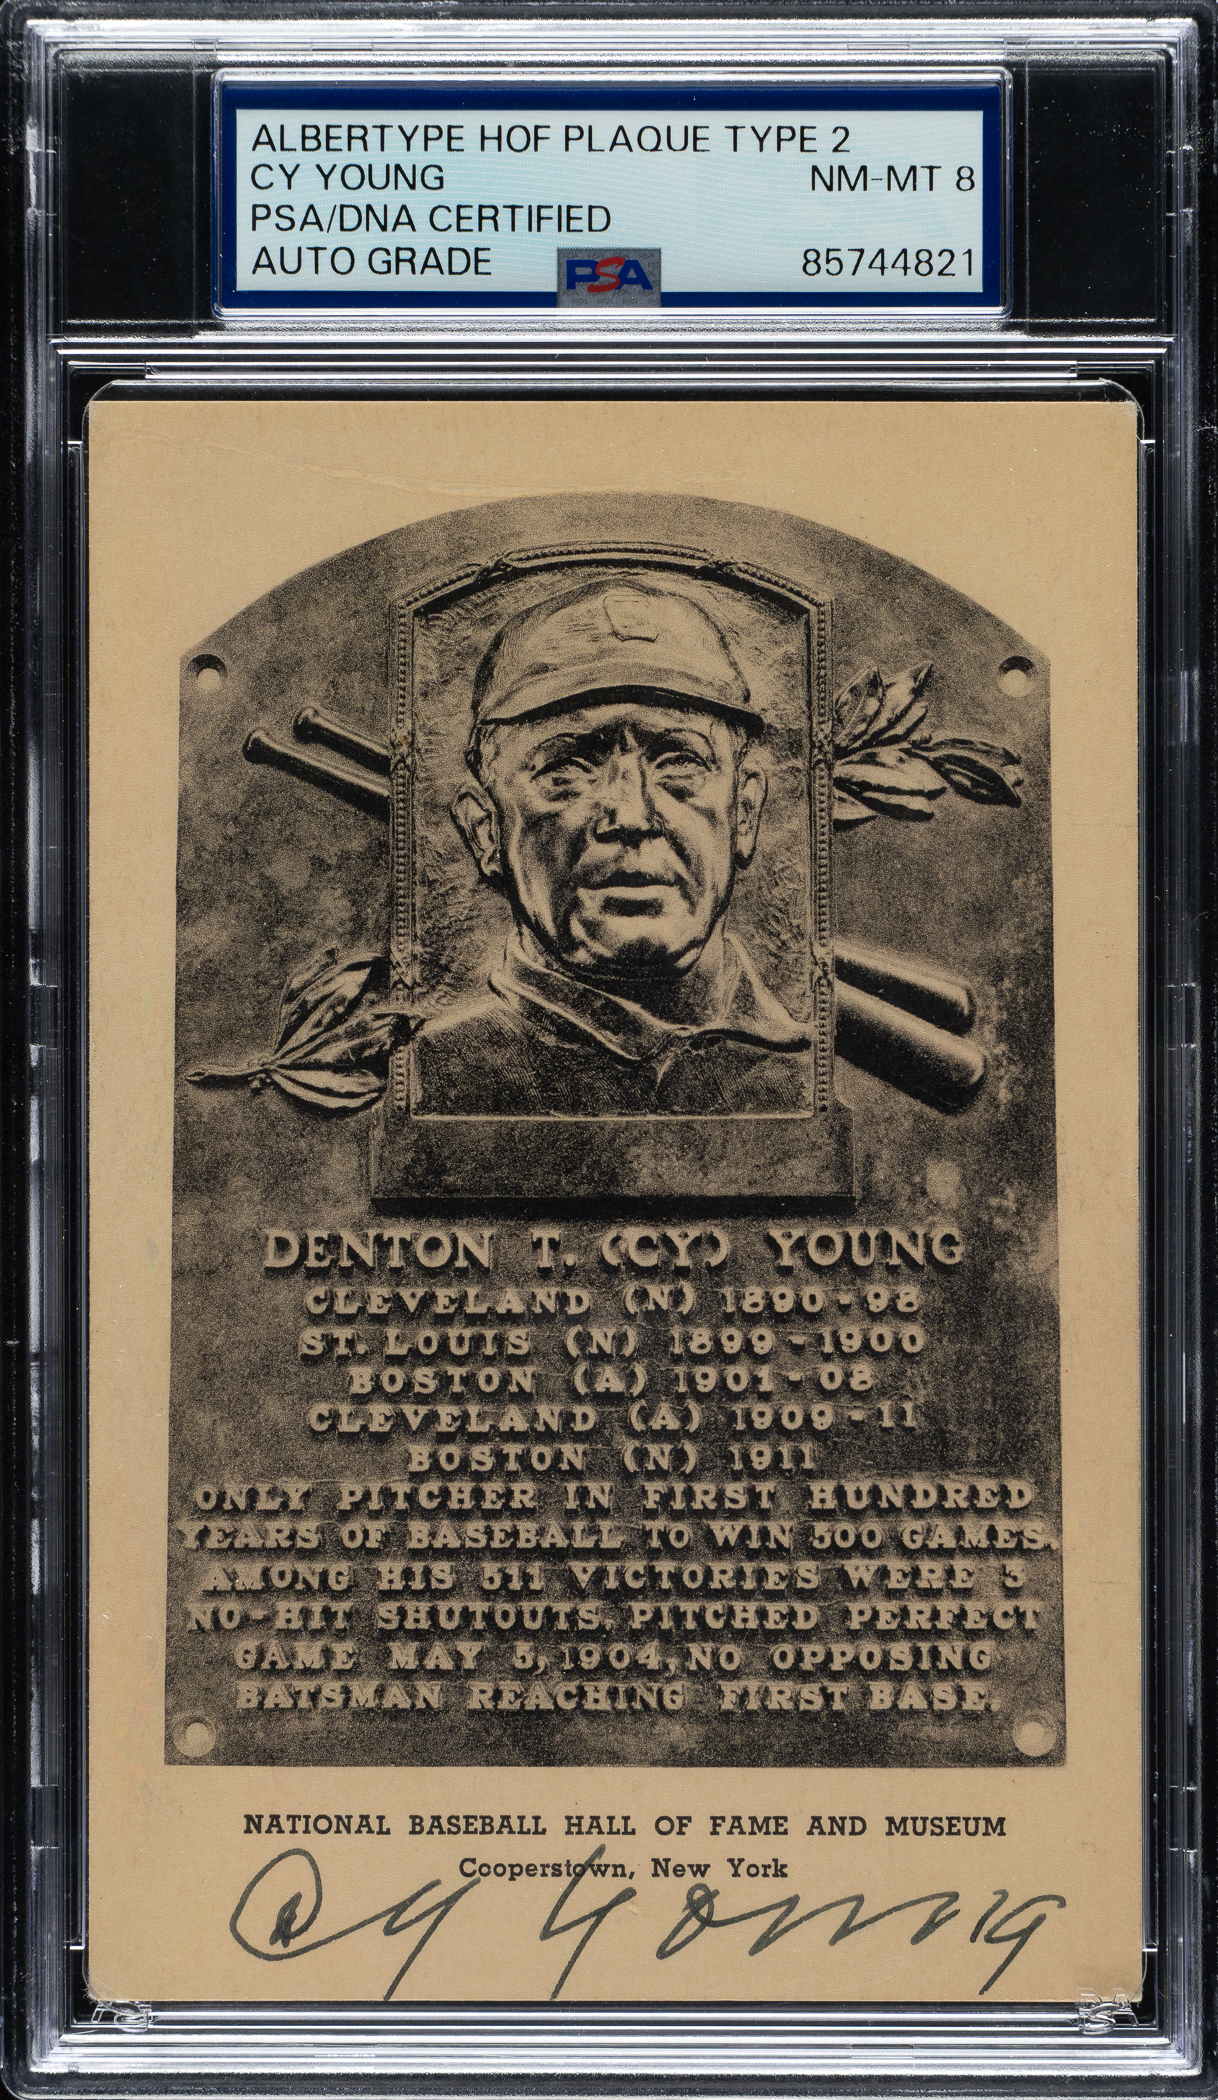 ALBERTYPE HOF PLAQUE TYPE 2
CY YOUNG NM-MT 8
PSA/DNA CERTIFIED
AUTO GRADE PSA 85744821
DENTON T. (CY) YOUNG
CLEVELAND (N) 1890-98
ST. LOUIS (N) 1899-1900
BOSTON (A) 1901-08
CLEVELAND (A) 1909-11
BOSTON (N) 1911
ONLY PITCHER IN FIRST HUNDRED
YEARS OF BASEBALL TO WIN 500 GAMES.
AMONG HIS 511 VICTORIES WERE 3
NO-HIT SHUTOUTS. PITCHED PERFECT
GAME MAY 5, 1904, NO OPPOSING
BATSMAN REACHING FIRST BASE.
NATIONAL BASEBALL HALL OF FAME AND MUSEUM
Cooperstown, New York
Cy Young